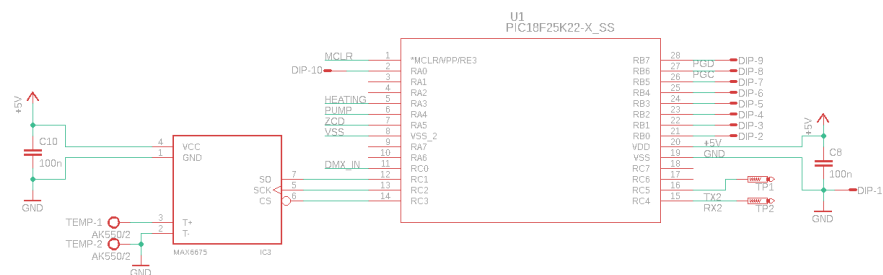 U1
PIC18F25K22-X_SS
MCLR 1 *MCLR/VPP/RE3 RB7 28 DIP-9
DIP-10 2 RA0 RB6 27 PGD DIP-8
3 RA1 RB5 26 PGC DIP-7
4 RA2 RB4 25 DIP-6
HEATING 5 RA3 RB3 24 DIP-5
PUMP 6 RA4 RB2 23 DIP-4
ZCD 7 RA5 RB1 22 DIP-3
VSS 8 VSS_2 RB0 21 DIP-2
9 RA7 VDD 20 +5V
10 RA6 VSS 19 GND
DMX_IN 11 RC0 RC7 18
12 RC1 RC6 17
13 RC2 RC5 16 TP1
14 RC3 RC4 15 TX2
RX2 TP2
+5V
C8
100n
DIP-1
GND
+5V
C10
100n
GND
4 VCC
1 GND
SO 7
SCK 5
CS 6
TEMP-1 3 T+
AK550/2
TEMP-2 2 T-
AK550/2
GND
MAX6675 IC3